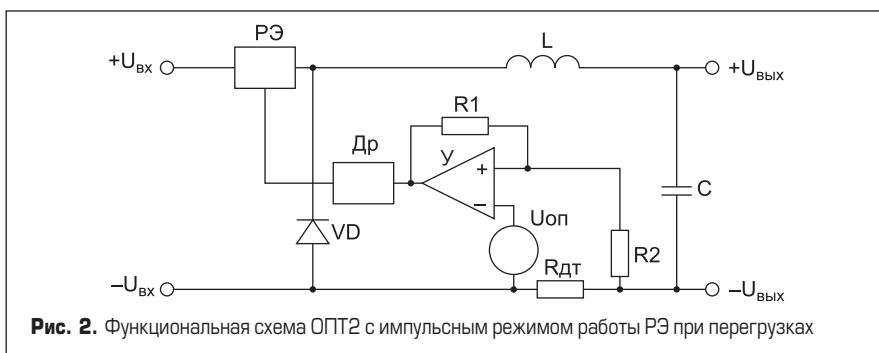 РЭ
L
+Uвх
+Uвых
R1
Др
У
+
–
C
Uоп
VD
R2
Rдт
–Uвх
–Uвых
Рис. 2. Функциональная схема ОПТ2 с импульсным режимом работы РЭ при перегрузках